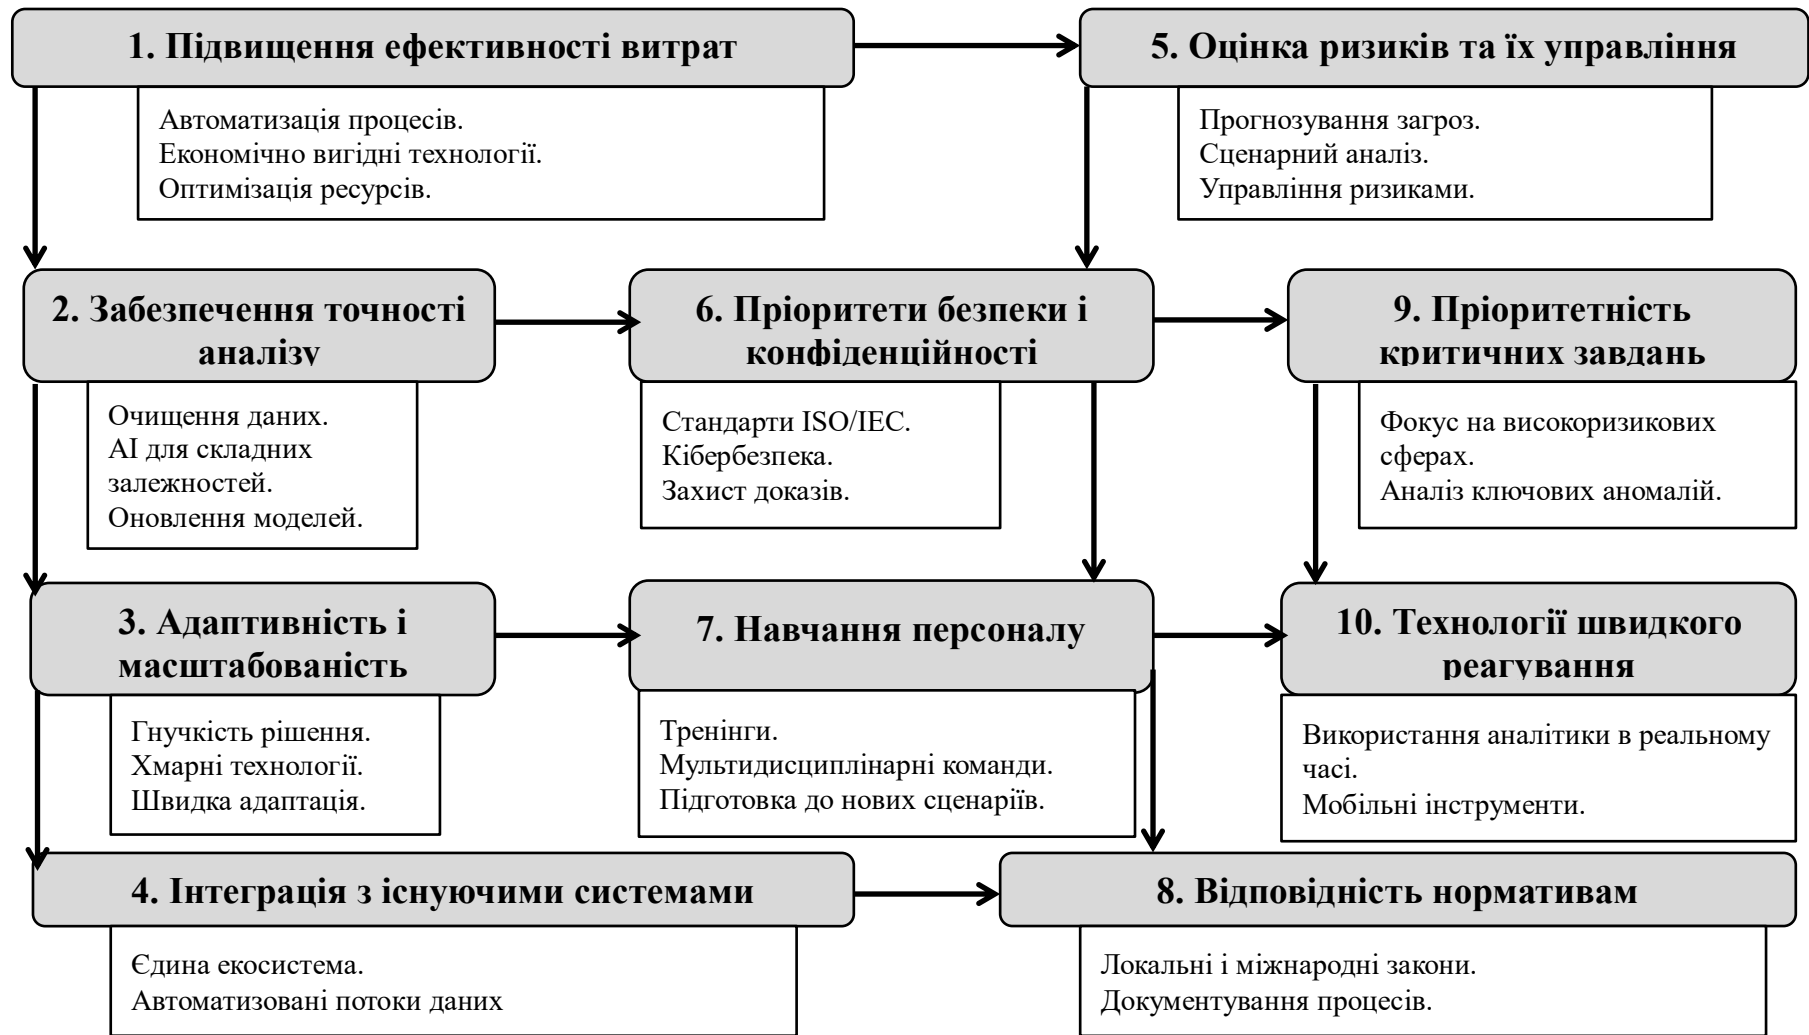 1. Підвищення ефективності витрат
Автоматизація процесів.
Економічно вигідні технології.
Оптимізація ресурсів.
5. Оцінка ризиків та їх управління
Прогнозування загроз.
Сценарний аналіз.
Управління ризиками.
2. Забезпечення точності
аналізу
Очищення даних.
АІ для складних
залежностей.
Оновлення моделей.
6. Пріоритети безпеки і
конфіденційності
Стандарти ISO/IEC.
Кібербезпека.
Захист доказів.
9. Пріоритетність
критичних завдань
Фокус на високоризикових
сферах.
Аналіз ключових аномалій.
3. Адаптивність і
масштабованість
Гнучкість рішення.
Хмарні технології.
Швидка адаптація.
7. Навчання персоналу
Тренінги.
Мультидисциплінарні команди.
Підготовка до нових сценаріїв.
10. Технології швидкого
реагування
Використання аналітики в реальному
часі.
Мобільні інструменти.
4. Інтеграція з існуючими системами
Єдина екосистема.
Автоматизовані потоки даних
8. Відповідність нормативам
Локальні і міжнародні закони.
Документування процесів.